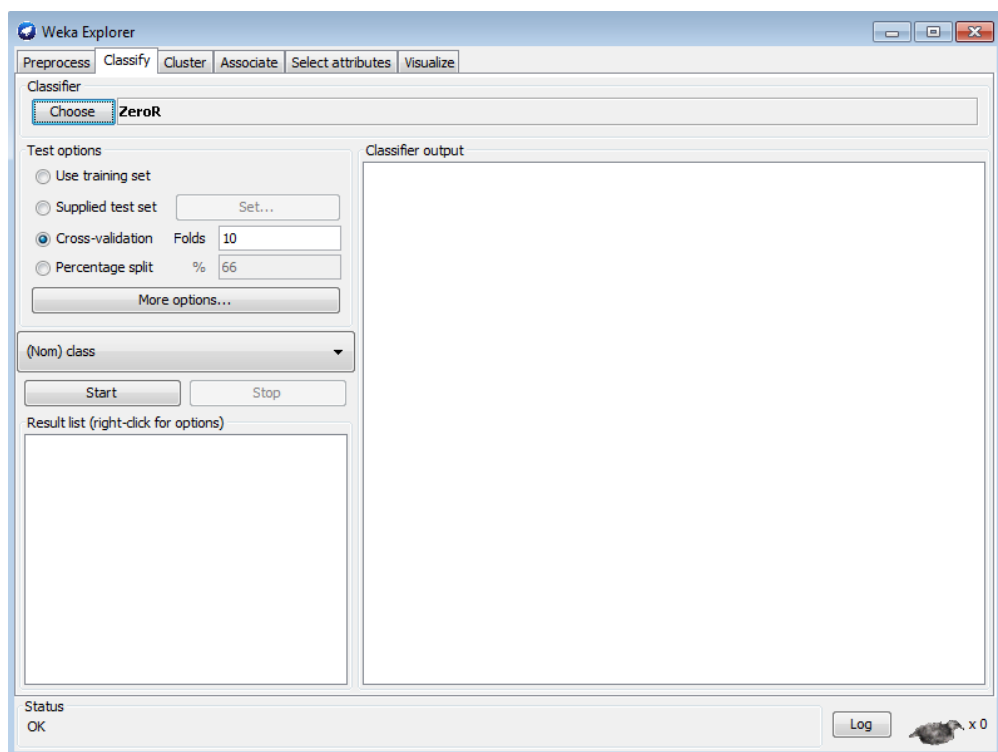 Weka Explorer
Preprocess Classify Cluster Associate Select attributes Visualize
Classifier
Choose ZeroR
Test options
Use training set
Supplied test set Set...
Cross-validation Folds 10
Percentage split % 66
More options...
(Nom) class
Start Stop
Result list (right-click for options)
Classifier output
Status
OK
Log x 0